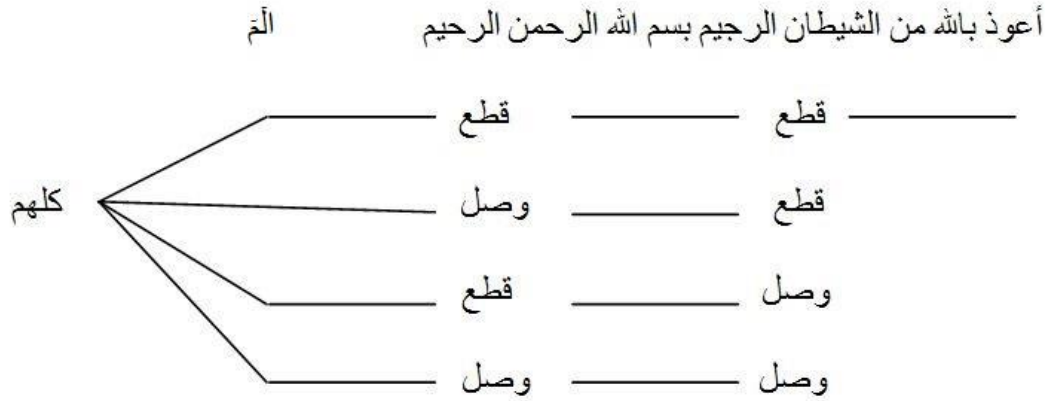 أعوذ بالله من الشيطان الرجيم بسم الله الرحمن الرحيم الٓمٓ
قطع قطع
قطع وصل كلهم
وصل قطع
وصل وصل